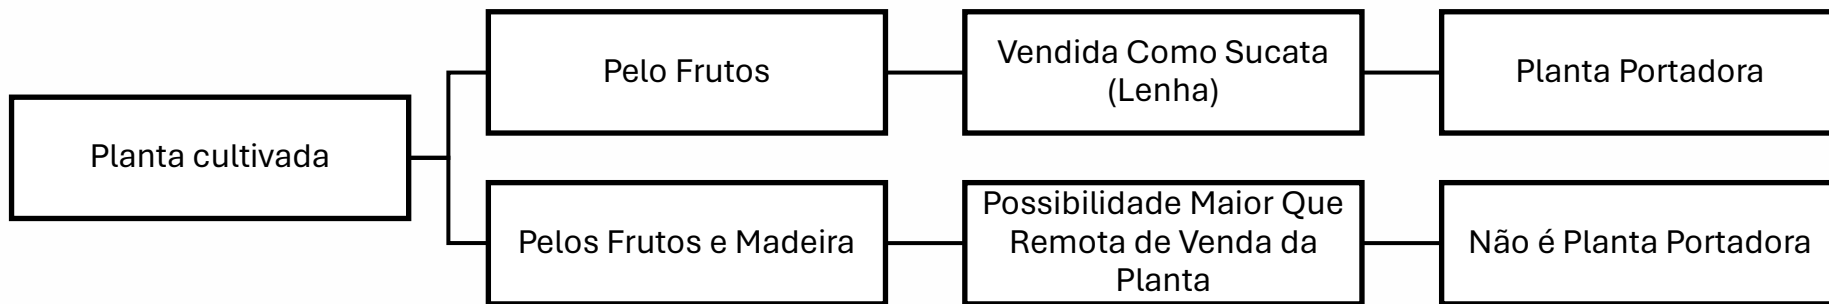 Planta cultivada
Pelo Frutos
Vendida Como Sucata
(Lenha)
Planta Portadora
Pelos Frutos e Madeira
Possibilidade Maior Que
Remota de Venda da
Planta
Não é Planta Portadora